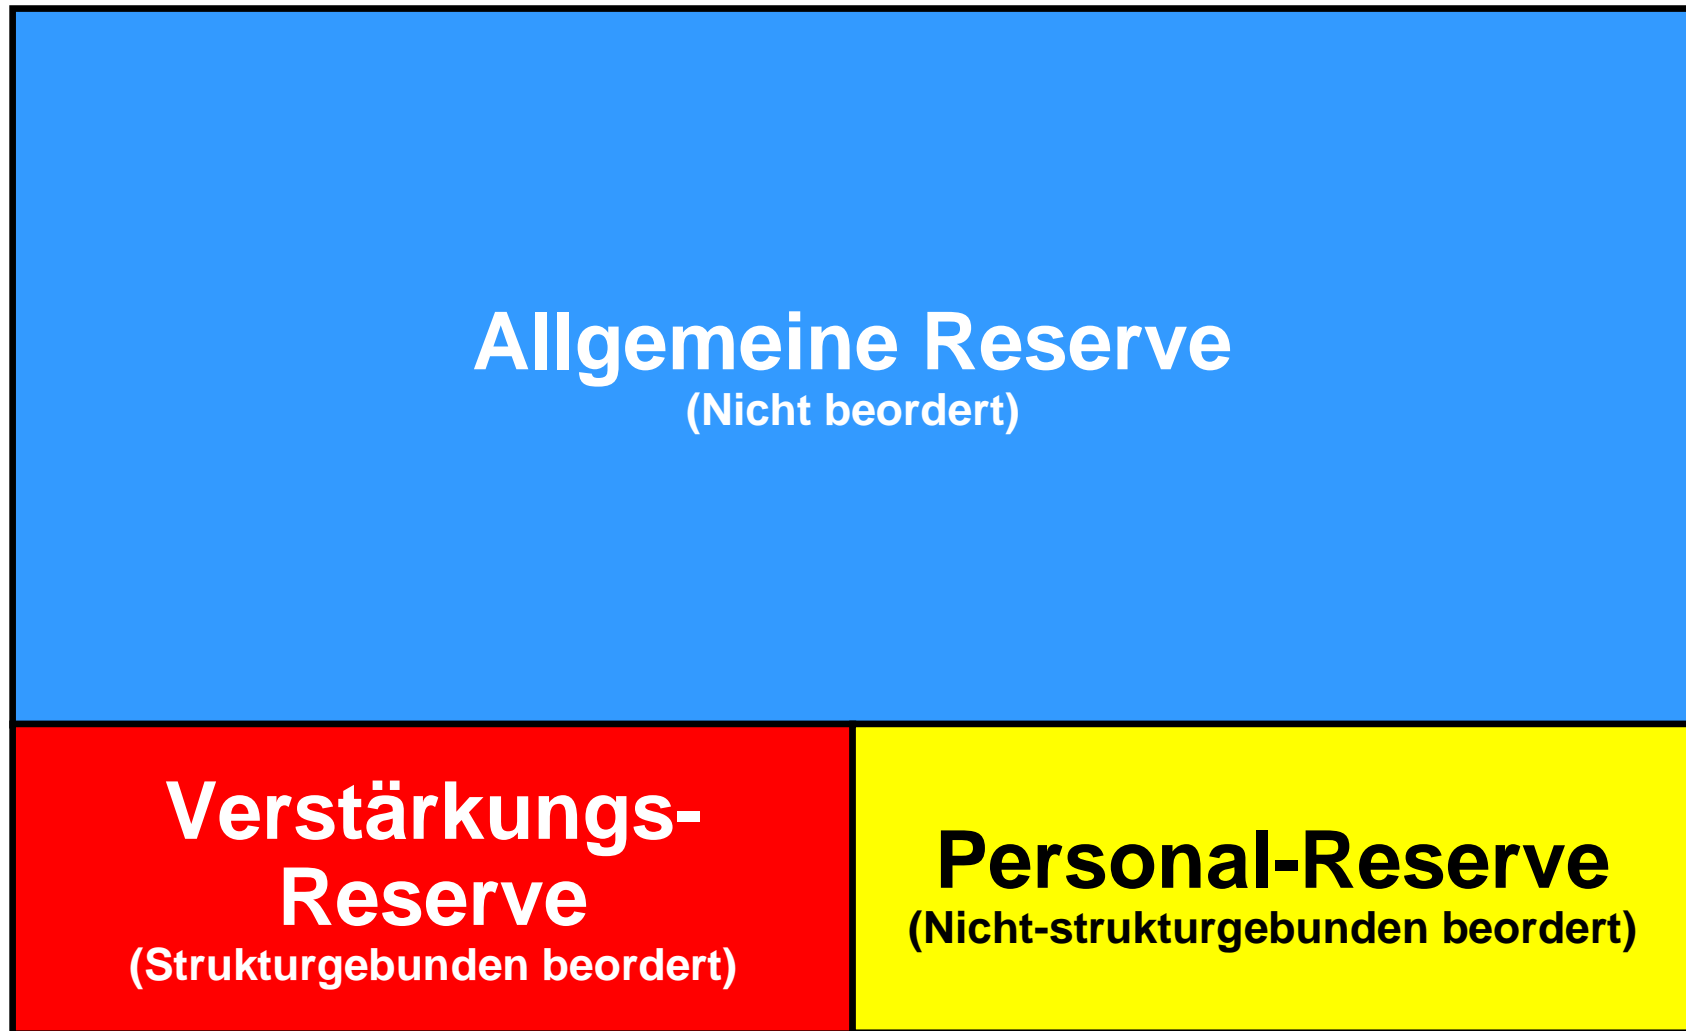 Allgemeine Reserve
(Nicht beordert)
Verstärkungs-
Reserve
(Strukturgebunden beordert)
Personal-Reserve
(Nicht-strukturgebunden beordert)